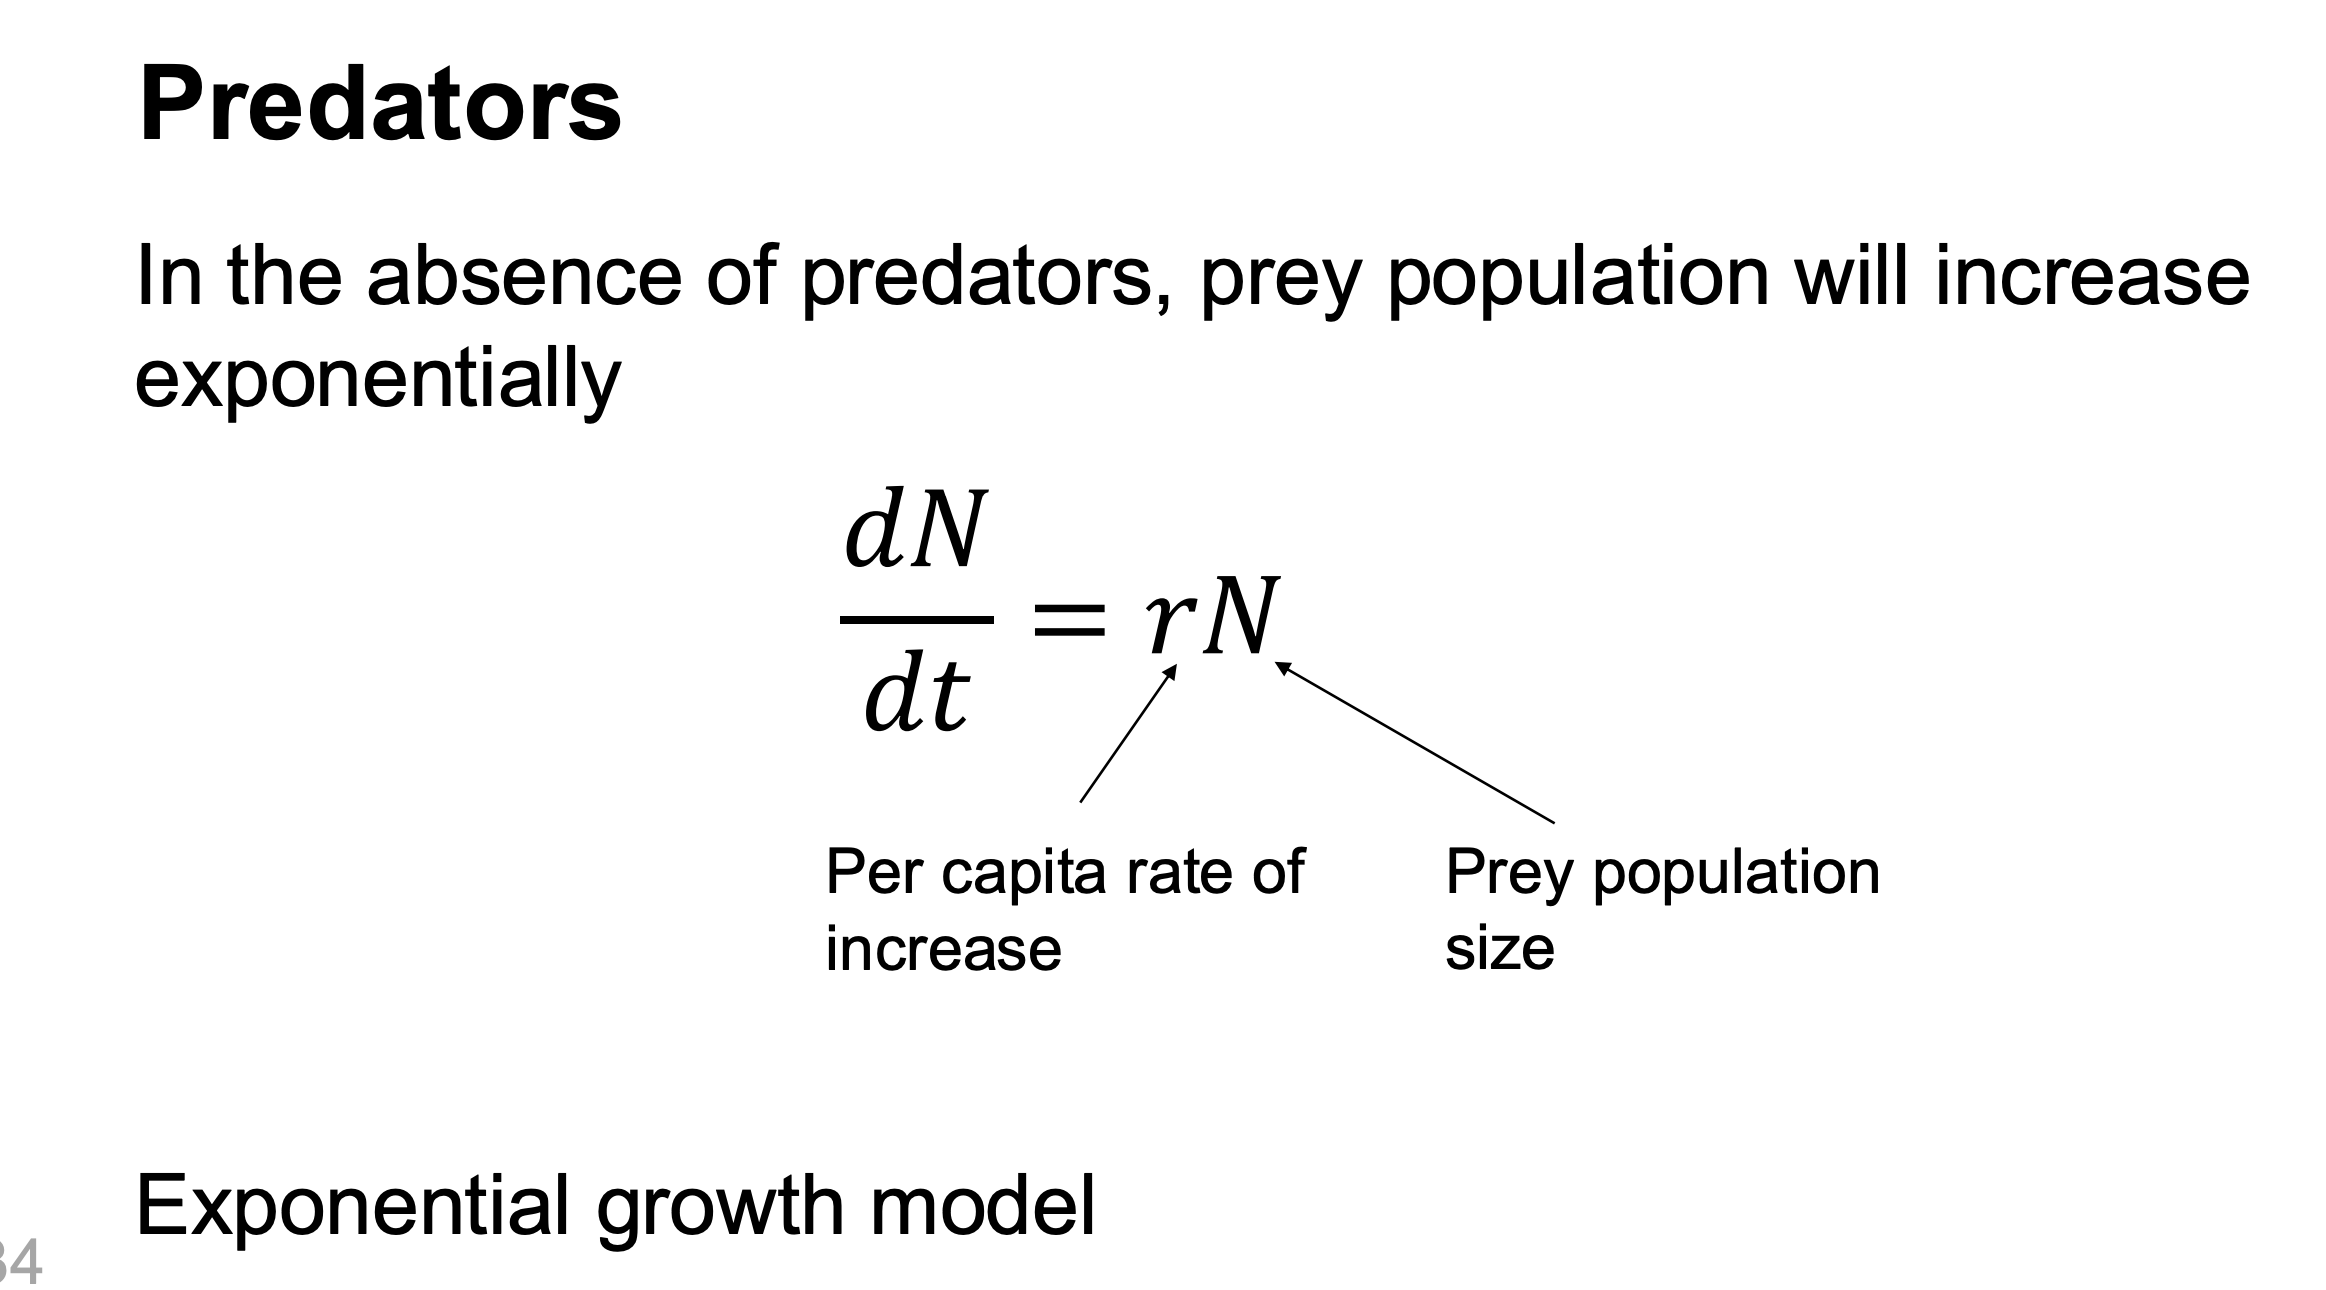 Predators
In the absence of predators, prey population will increase
exponentially
dN
dt
= rN
Per capita rate of
increase
Prey population
size
Exponential growth model
34